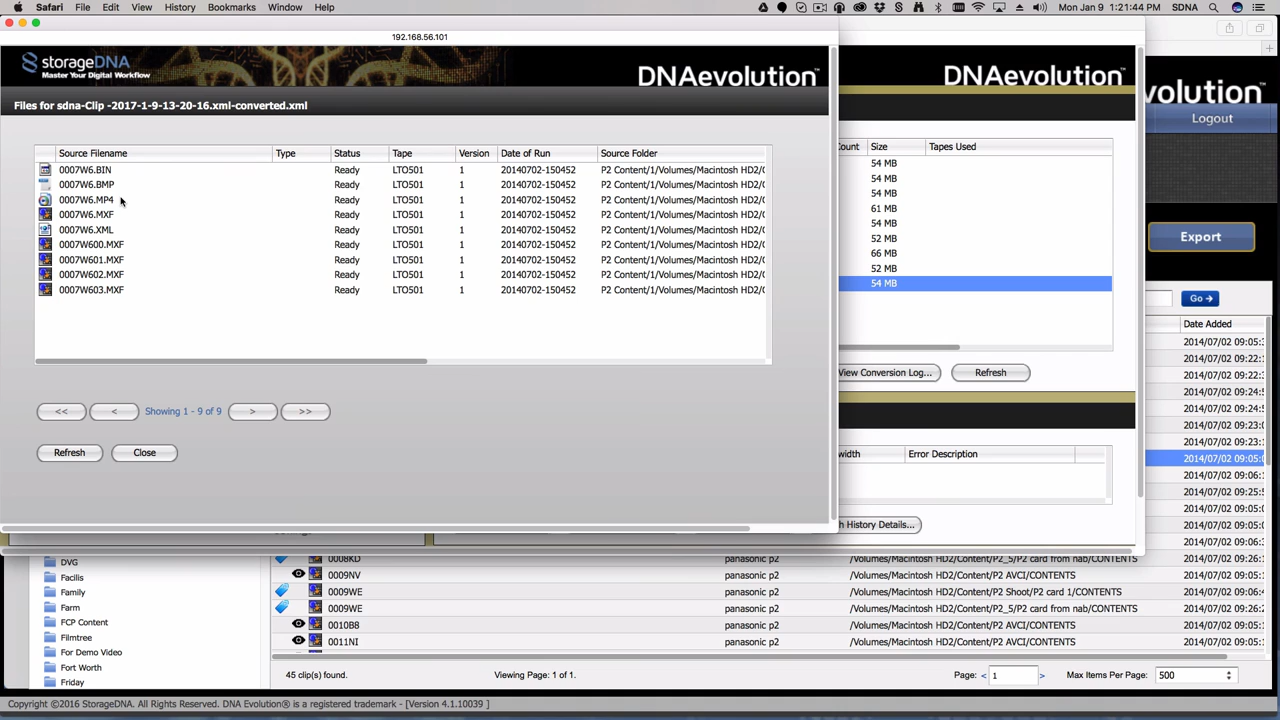 Safari File Edit View History Bookmarks Window Help Mon Jan 9 1:21:44 PM SDNA
192.168.56.101
storageDNA
Master Your Digital Workflow
DNAevolution DNAevolution volution
Files for sdna-Clip -2017-1-9-13-20-16.xml-converted.xml
Logout
Source Filename Type Status Tape Version Date of Run Source Folder
0007W6.BIN Ready LTO501 1 20140702-150452 P2 Content/1/Volumes/Macintosh HD2/(
0007W6.BMP Ready LTO501 1 20140702-150452 P2 Content/1/Volumes/Macintosh HD2/(
0007W6.MP4 Ready LTO501 1 20140702-150452 P2 Content/1/Volumes/Macintosh HD2/(
0007W6.MXF Ready LTO501 1 20140702-150452 P2 Content/1/Volumes/Macintosh HD2/(
0007W6.XML Ready LTO501 1 20140702-150452 P2 Content/1/Volumes/Macintosh HD2/(
0007W600.MXF Ready LTO501 1 20140702-150452 P2 Content/1/Volumes/Macintosh HD2/(
0007W601.MXF Ready LTO501 1 20140702-150452 P2 Content/1/Volumes/Macintosh HD2/(
0007W602.MXF Ready LTO501 1 20140702-150452 P2 Content/1/Volumes/Macintosh HD2/(
0007W603.MXF Ready LTO501 1 20140702-150452 P2 Content/1/Volumes/Macintosh HD2/(
<< < Showing 1 - 9 of 9 > >>
Refresh Close
ount Size Tapes Used
54 MB
54 MB
54 MB
61 MB
54 MB
52 MB
66 MB
52 MB
54 MB
View Conversion Log... Refresh
width Error Description
h History Details...
Export
Go
Date Added
2014/07/02 09:05:
2014/07/02 09:22:
2014/07/02 09:22:
2014/07/02 09:24:
2014/07/02 09:24:
2014/07/02 09:23:
2014/07/02 09:23:
2014/07/02 09:05:
2014/07/02 09:06:
2014/07/02 09:25:
2014/07/02 09:05:
2014/07/02 09:05:
2014/07/02 09:05:
DVG 0008KD panasonic p2 /Volumes/Macintosh HD2/Content/P2_5/P2 card from nab/CONTENTS 2014/07/02 09:26:
Facilis 0009NV panasonic p2 /Volumes/Macintosh HD2/Content/P2 AVCI/CONTENTS 2014/07/02 09:05:
Family 0009WE panasonic p2 /Volumes/Macintosh HD2/Content/P2 Shoot/P2 card 1/CONTENTS 2014/07/02 09:06:
Farm 0009WE panasonic p2 /Volumes/Macintosh HD2/Content/P2_5/P2 card from nab/CONTENTS 2014/07/02 09:26:
FCP Content 0010B8 panasonic p2 /Volumes/Macintosh HD2/Content/P2 AVCI/CONTENTS 2014/07/02 09:05:
Filmtree 0011NI panasonic p2 /Volumes/Macintosh HD2/Content/P2 AVCI/CONTENTS 2014/07/02 09:05:
For Demo Video
Fort Worth
Friday
45 clip(s) found. Viewing Page: 1 of 1. Page: < 1 > Max Items Per Page: 500
Copyright ©2016 StorageDNA. All Rights Reserved. DNA Evolution® is a registered trademark - [Version 4.1.10039 ]